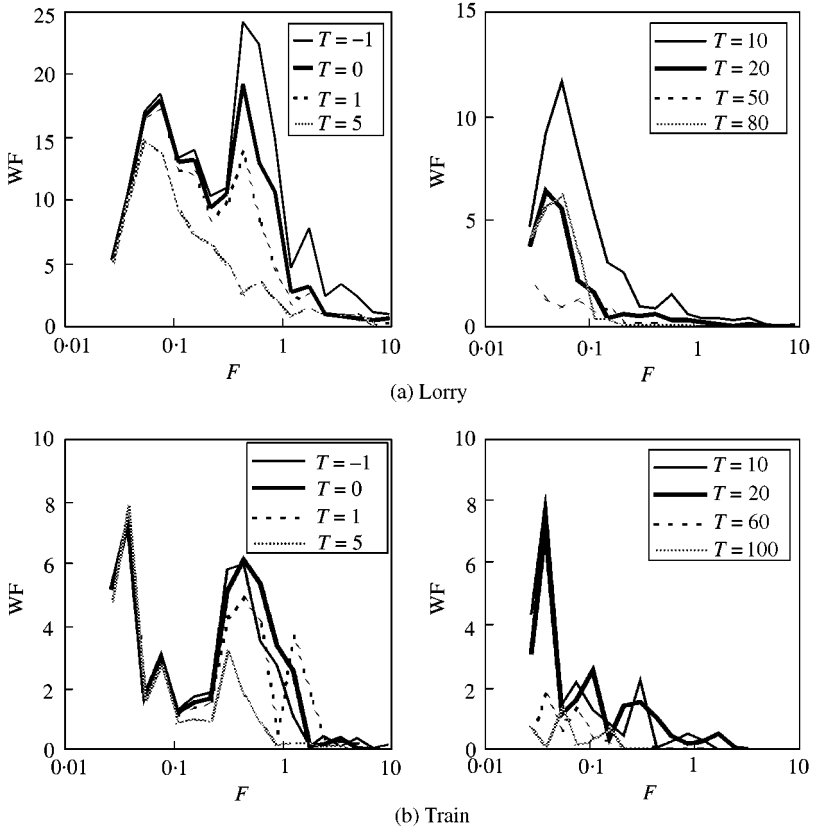 25
20
15
10
5
0
WF
T = −1
T = 0
T = 1
T = 5
0·01
0·1
1
10
F
15
10
5
0
WF
T = 10
T = 20
T = 50
T = 80
0·01
0·1
1
10
F
(a) Lorry
10
8
6
4
2
0
WF
T = −1
T = 0
T = 1
T = 5
0·01
0·1
1
10
F
10
8
6
4
2
0
WF
T = 10
T = 20
T = 60
T = 100
0·01
0·1
1
10
F
(b) Train